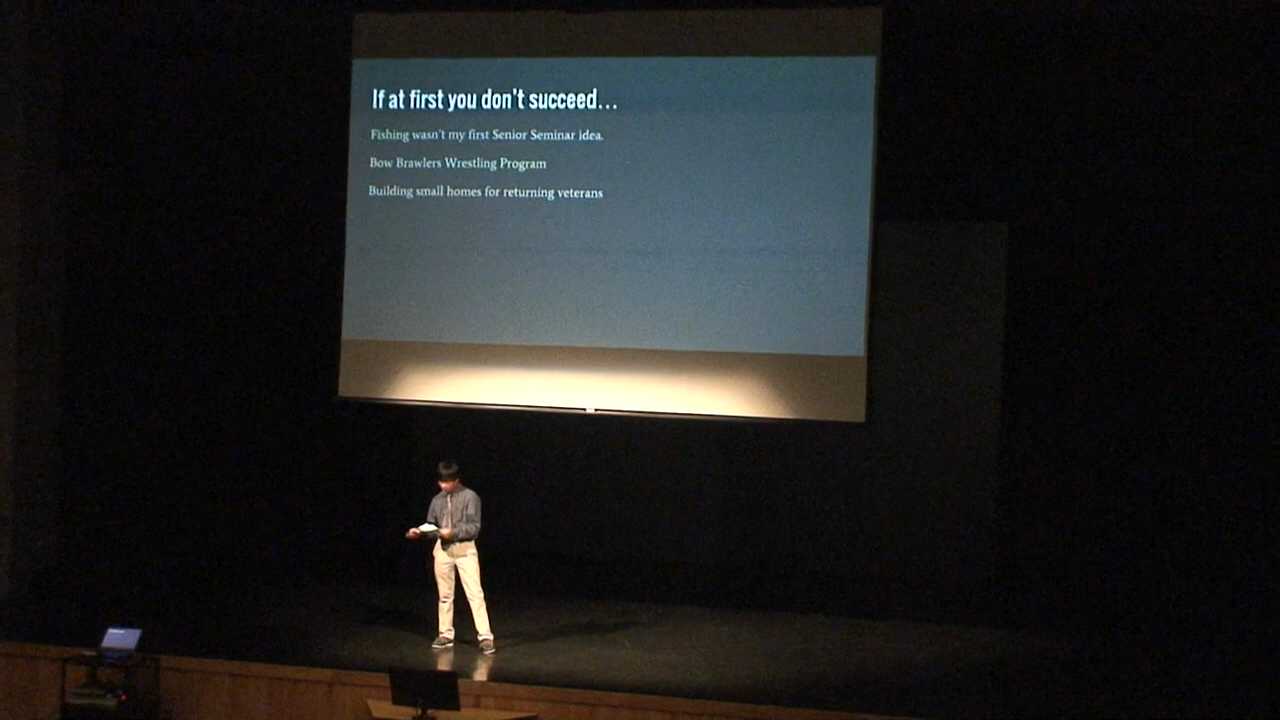 If at first you don't succeed...
Fishing wasn't my first Senior Seminar idea.
Bow Brawlers Wrestling Program
Building small homes for returning veterans